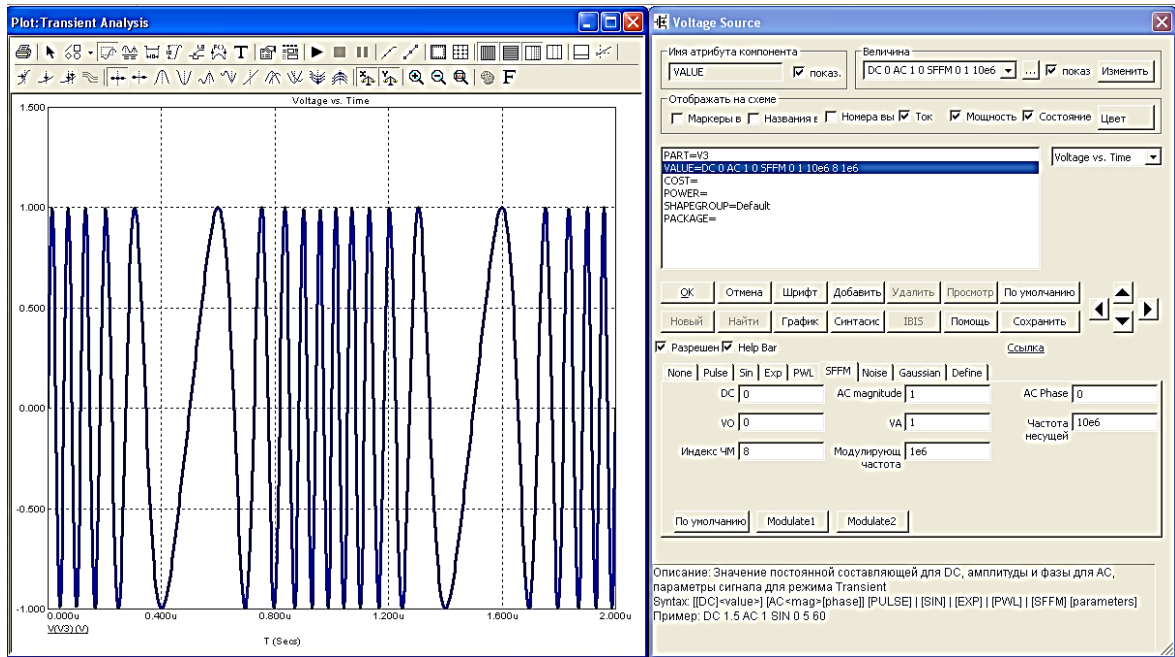 Plot:Transient Analysis
T
F
Voltage vs. Time
1.500
1.000
0.500
0.000
-0.500
-1.000
0.000u 0.400u 0.800u 1.200u 1.600u 2.000u
V(V3) (V)
T (Secs)
Voltage Source
Имя атрибута компонента
VALUE показ.
Величина
DC 0 AC 1 0 SFFM 0 1 10e6 ... показ Изменить
Отображать на схеме
Маркеры в Названия в Номера вы Ток Мощность Состояние Цвет
PART=V3
VALUE=DC 0 AC 1 0 SFFM 0 1 10e6 8 1e6
COST=
POWER=
SHAPEGROUP=Default
PACKAGE=
Voltage vs. Time
OK Отмена Шрифт Добавить Удалить Просмотр По умолчанию
Новый Найти График Синтасис IBIS Помощь Сохранить
Разрешен Help Bar Ссылка
None Pulse Sin Exp PWL SFFM Noise Gaussian Define
DC 0 AC magnitude 1 AC Phase 0
VO 0 VA 1 Частота несущей 10e6
Индекс ЧМ 8 Модулирующ частота 1e6
По умолчанию Modulate1 Modulate2
Описание: Значение постоянной составляющей для DC, амплитуды и фазы для AC,
параметры сигнала для режима Transient
Syntax: [[DC]<value>] [AC<mag>[phase]] [PULSE] | [SIN] | [EXP] | [PWL] | [SFFM] [parameters]
Пример: DC 1.5 AC 1 SIN 0 5 60